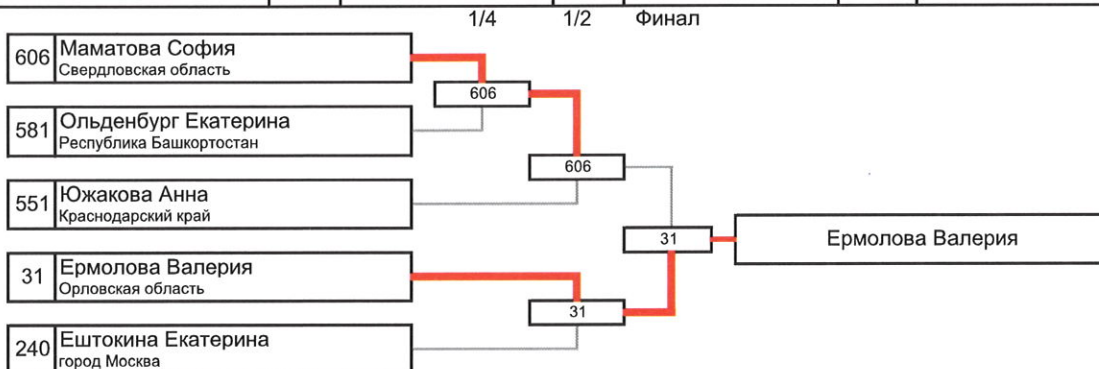 1/4 1/2 Финал
606 Маматова София
Свердловская область
606
581 Ольденбург Екатерина
Республика Башкортостан
606
551 Южакова Анна
Краснодарский край
31 Ермолова Валерия
31 Ермолова Валерия
Орловская область
31
240 Ештокина Екатерина
город Москва